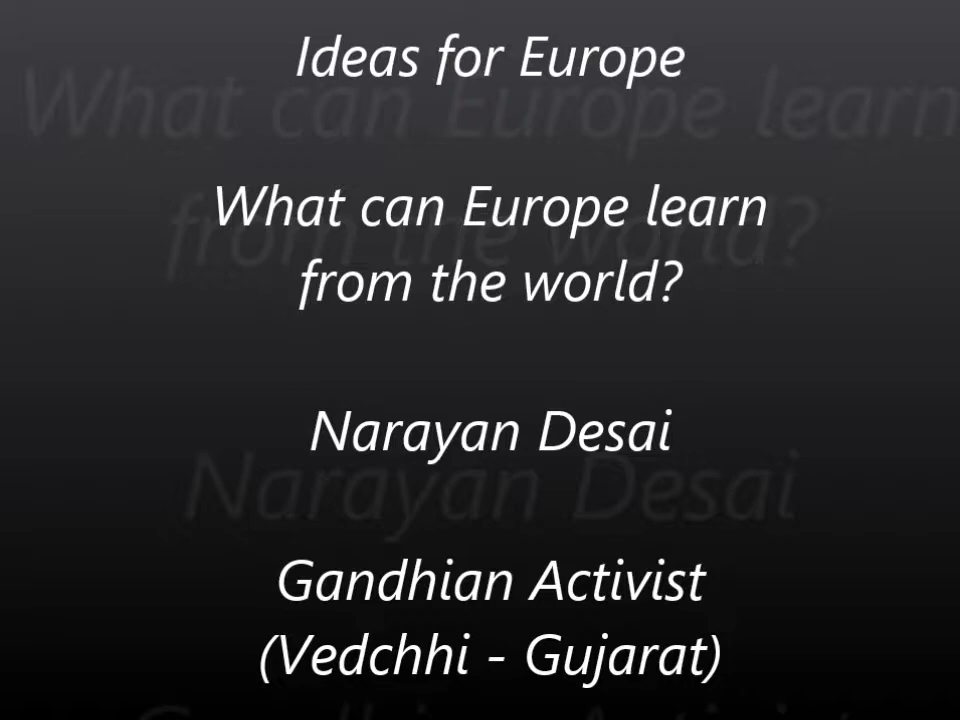 Ideas for Europe
What can Europe learn
from the world?
Narayan Desai
Gandhian Activist
(Vedchhi - Gujarat)